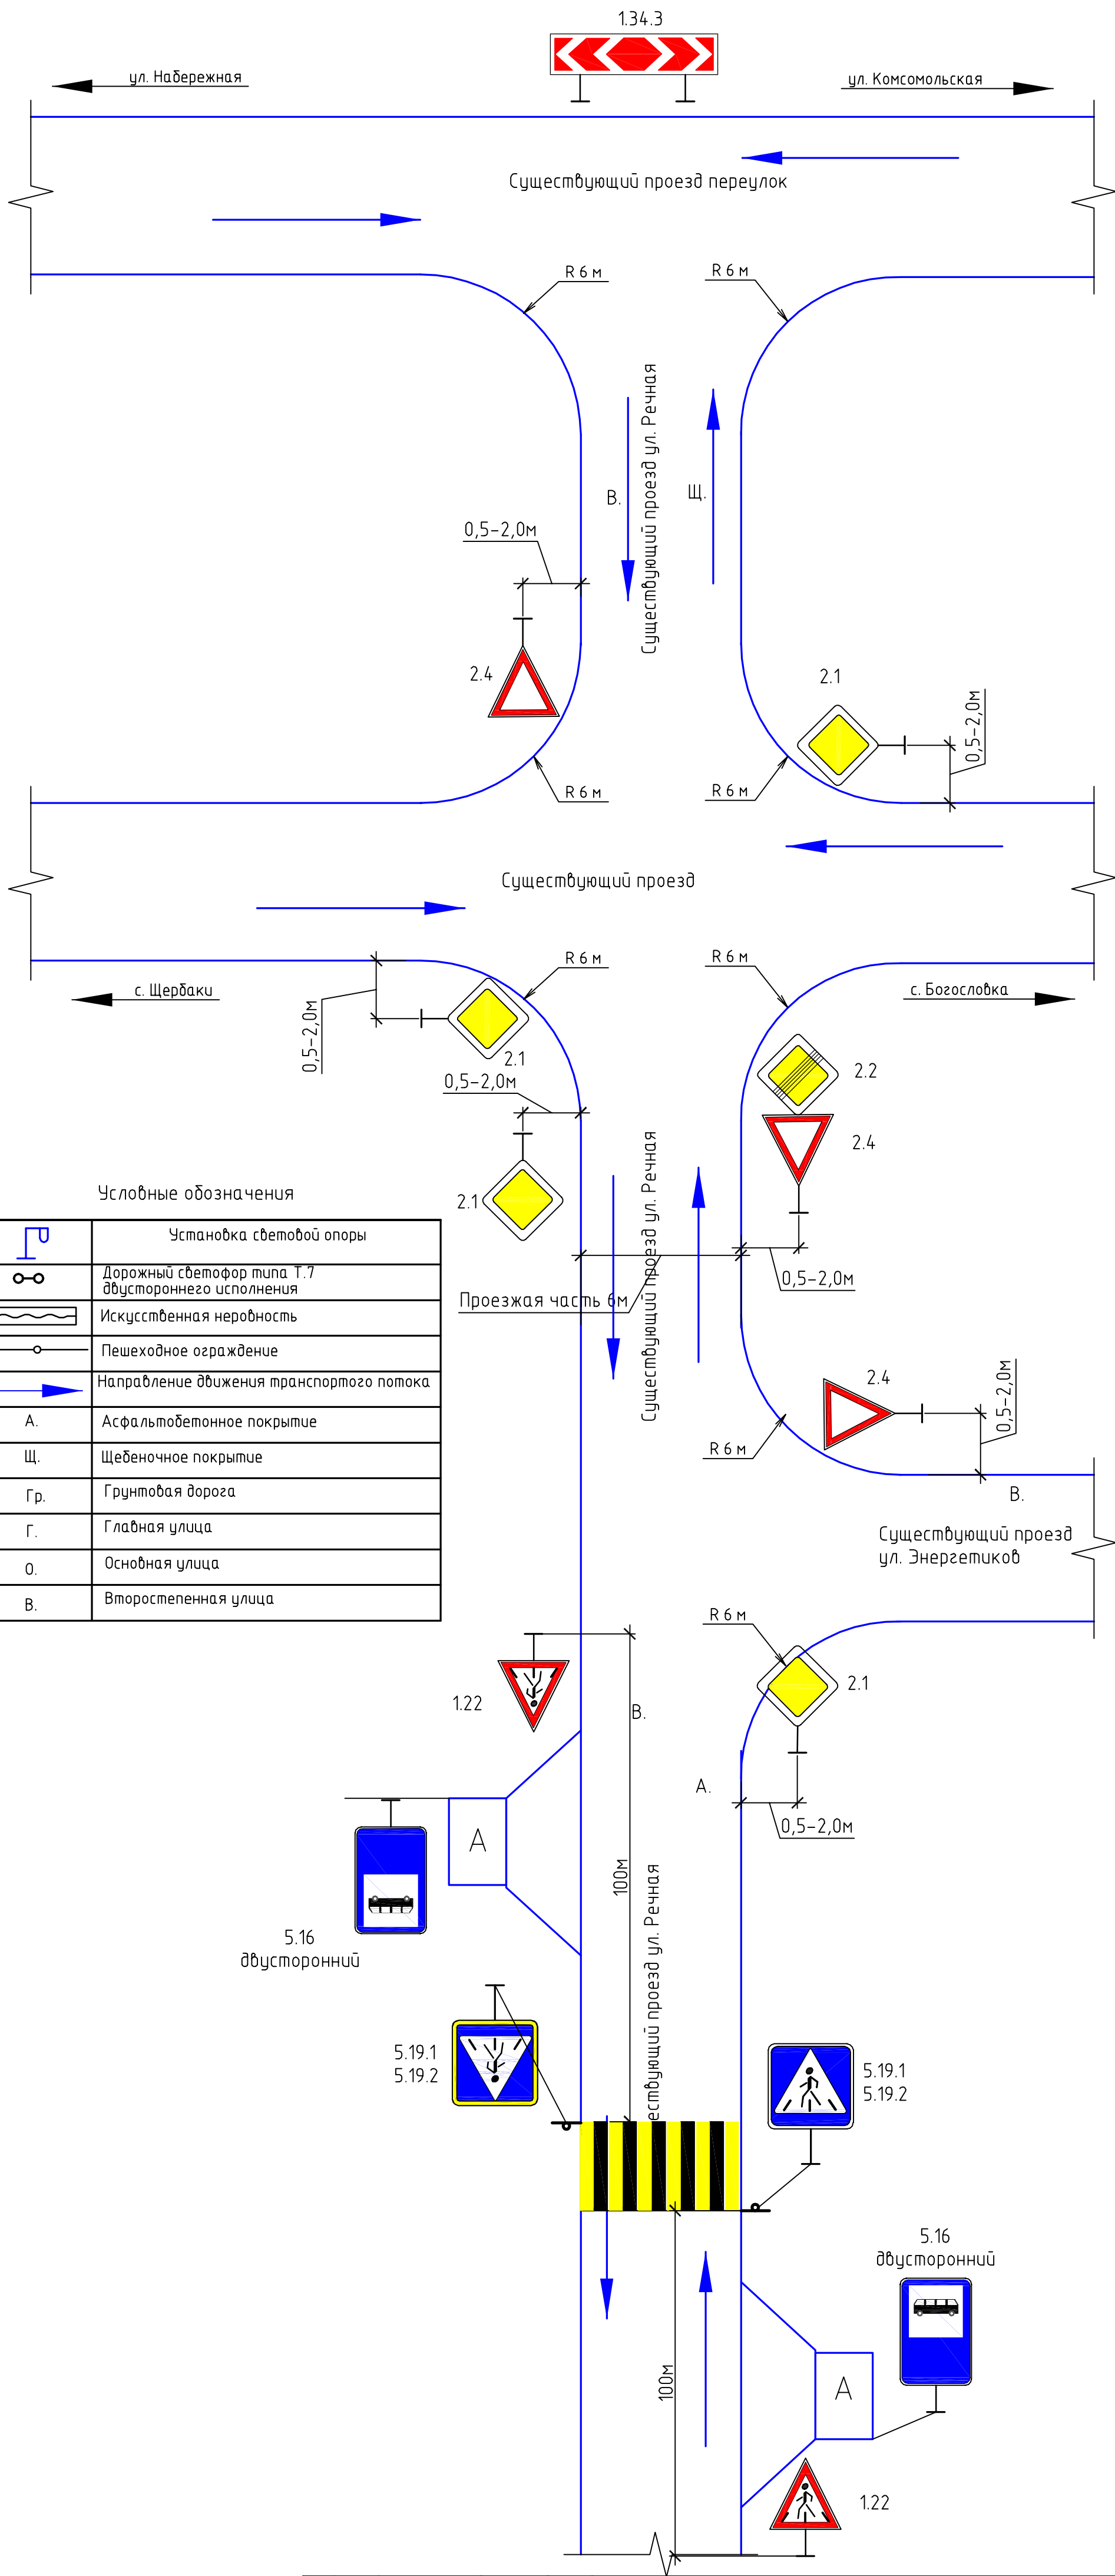 1.34.3
ул. Набережная
ул. Комсомольская
Существующий проезд переулок
R 6 м
R 6 м
Существующий проезд ул. Речная
В.
Щ.
0,5-2,0м
2.4
2.1
0,5-2,0м
R 6 м
R 6 м
Существующий проезд
R 6 м
R 6 м
с. Щербаки
с. Богословка
0,5-2,0м
2.1
2.2
0,5-2,0м
2.4
2.1
Существующий проезд ул. Речная
0,5-2,0м
Проезжая часть 6м
Условные обозначения
Установка световой опоры
Дорожный светофор типа Т.7
двустороннего исполнения
Искусственная неровность
Пешеходное ограждение
Направление движения транспортого потока
А.
Асфальтобетонное покрытие
Щ.
Щебеночное покрытие
Гр.
Грунтовая дорога
Г.
Главная улица
О.
Основная улица
В.
Второстепенная улица
2.4
0,5-2,0м
R 6 м
В.
Существующий проезд
ул. Энергетиков
R 6 м
2.1
1.22
В.
А.
0,5-2,0м
А
100м
ествующий проезд ул. Речная
5.16
двусторонний
5.19.1
5.19.2
5.19.1
5.19.2
5.16
двусторонний
100м
А
1.22